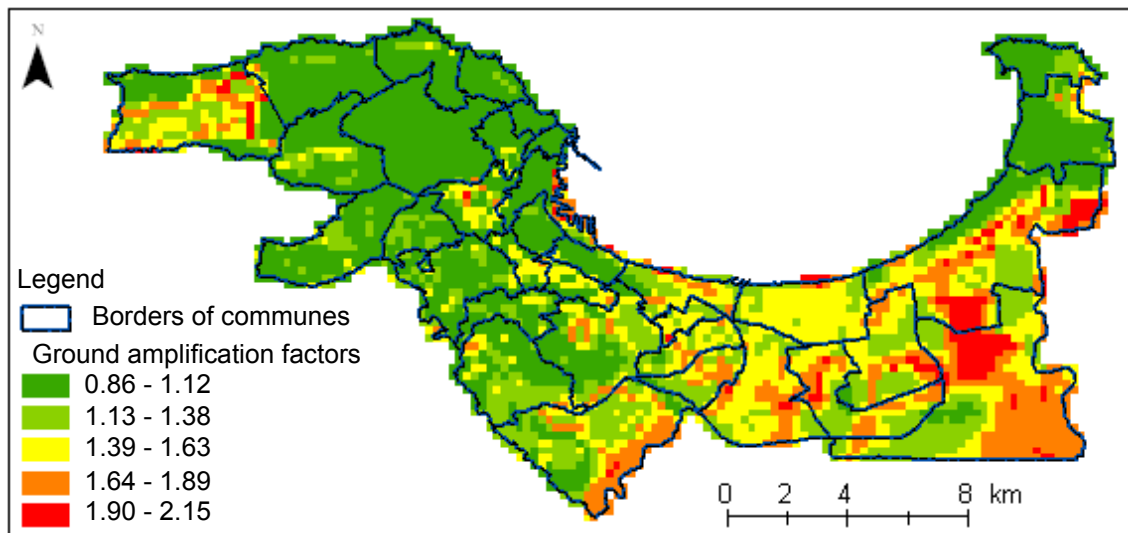 N
Legend
Borders of communes
Ground amplification factors
0.86 - 1.12
1.13 - 1.38
1.39 - 1.63
1.64 - 1.89
1.90 - 2.15
0 2 4 8 km